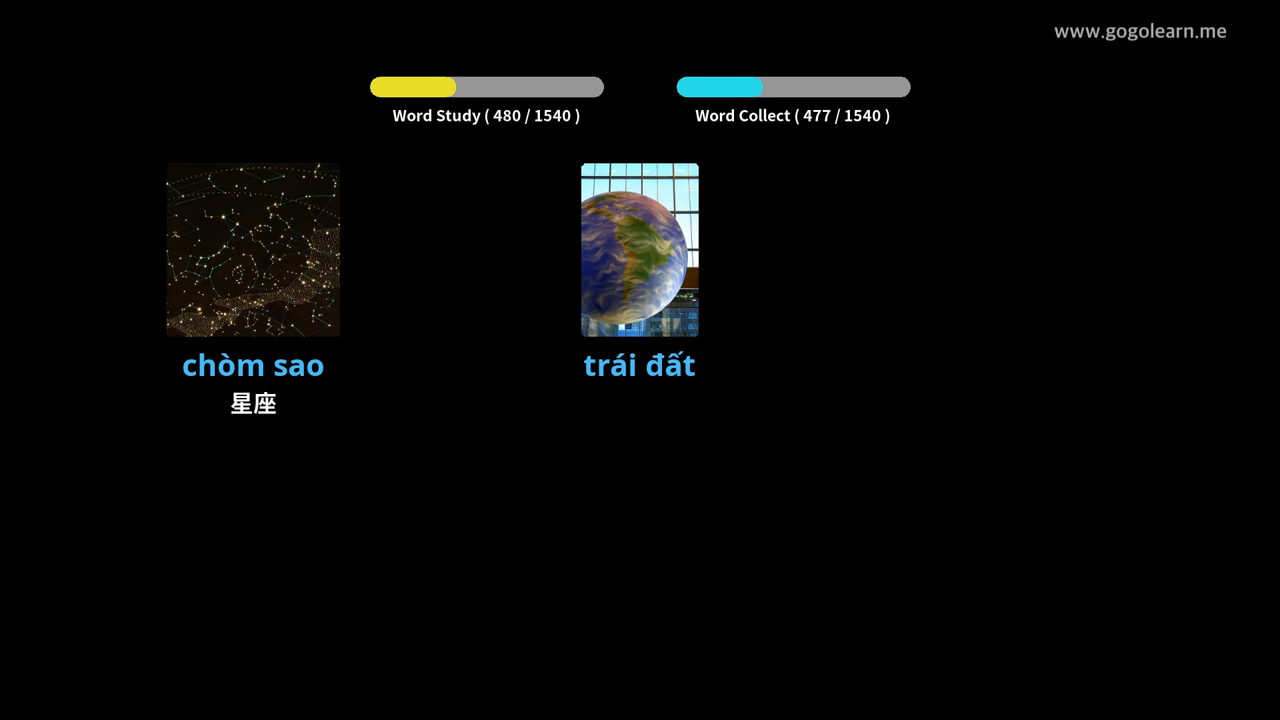 www.gogolearn.me
Word Study ( 480 / 1540 )
Word Collect ( 477 / 1540 )
chòm sao
trái đất
星座